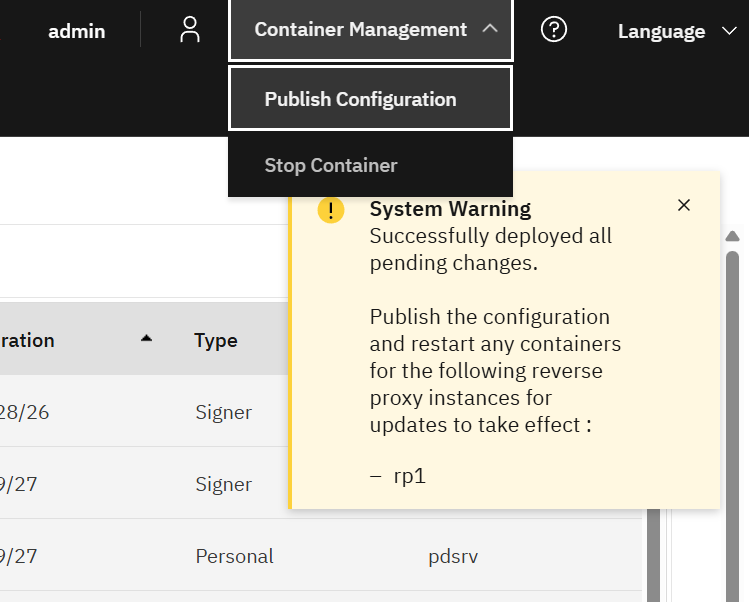 admin
Container Management
Language
Publish Configuration
Stop Container
System Warning
Successfully deployed all
pending changes.
Publish the configuration
and restart any containers
for the following reverse
proxy instances for
updates to take effect :
– rp1
ration Type
28/26 Signer
9/27 Signer
9/27 Personal pdsrv